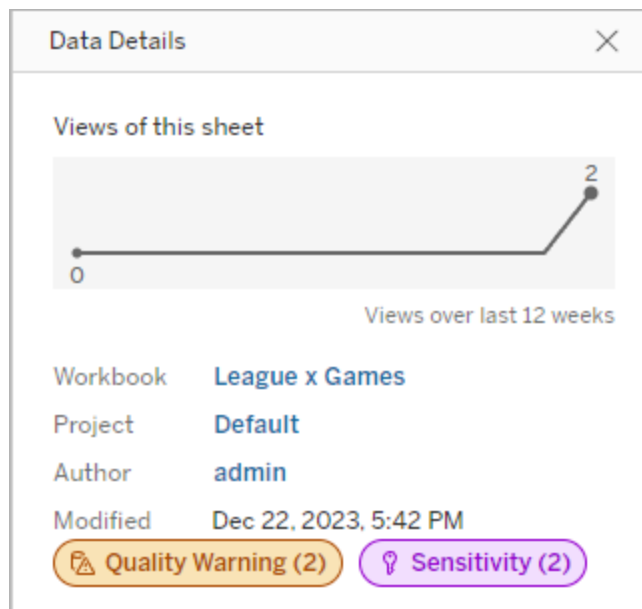 Data Details
Views of this sheet
2
0
Views over last 12 weeks
Workbook League x Games
Project Default
Author admin
Modified Dec 22, 2023, 5:42 PM
Quality Warning (2) Sensitivity (2)